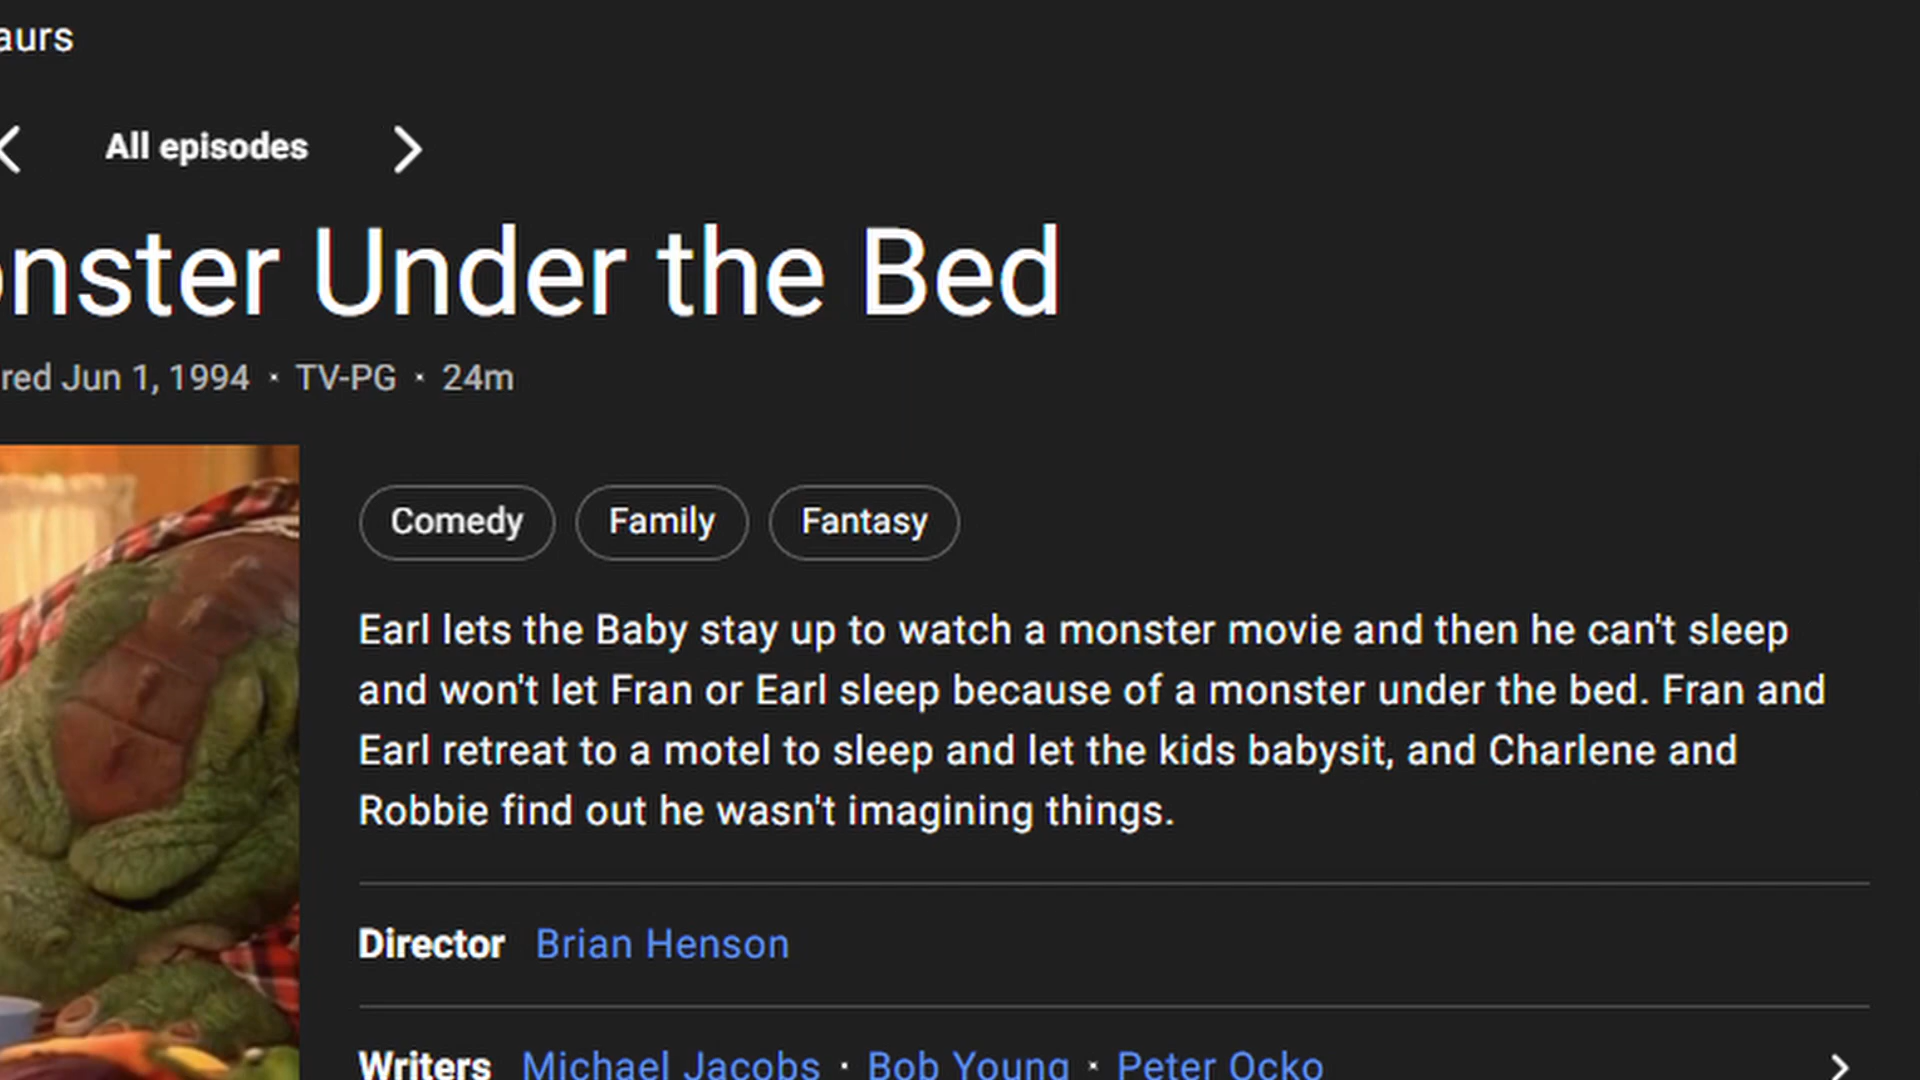 aurs
All episodes
onster Under the Bed
red Jun 1, 1994 · TV-PG · 24m
Comedy Family Fantasy
Earl lets the Baby stay up to watch a monster movie and then he can't sleep
and won't let Fran or Earl sleep because of a monster under the bed. Fran and
Earl retreat to a motel to sleep and let the kids babysit, and Charlene and
Robbie find out he wasn't imagining things.
Director Brian Henson
Writers Michael Jacobs · Bob Young · Peter Ocko